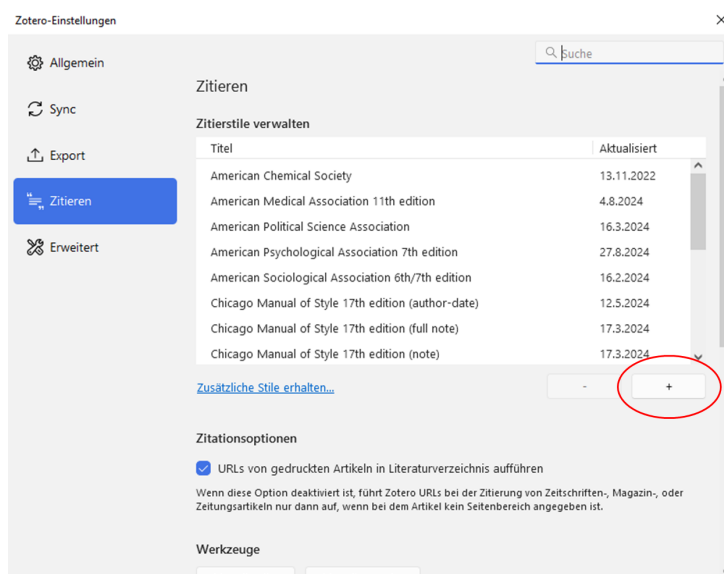 Zotero-Einstellungen
Suche
Allgemein
Sync
Export
Zitieren
Erweitert
Zitieren
Zitierstile verwalten
Titel Aktualisiert
American Chemical Society 13.11.2022
American Medical Association 11th edition 4.8.2024
American Political Science Association 16.3.2024
American Psychological Association 7th edition 27.8.2024
American Sociological Association 6th/7th edition 16.2.2024
Chicago Manual of Style 17th edition (author-date) 12.5.2024
Chicago Manual of Style 17th edition (full note) 17.3.2024
Chicago Manual of Style 17th edition (note) 17.3.2024
Zusätzliche Stile erhalten... - +
Zitationsoptionen
URLs von gedruckten Artikeln in Literaturverzeichnis aufführen
Wenn diese Option deaktiviert ist, führt Zotero URLs bei der Zitierung von Zeitschriften-, Magazin-, oder
Zeitungsartikeln nur dann auf, wenn bei dem Artikel kein Seitenbereich angegeben ist.
Werkzeuge